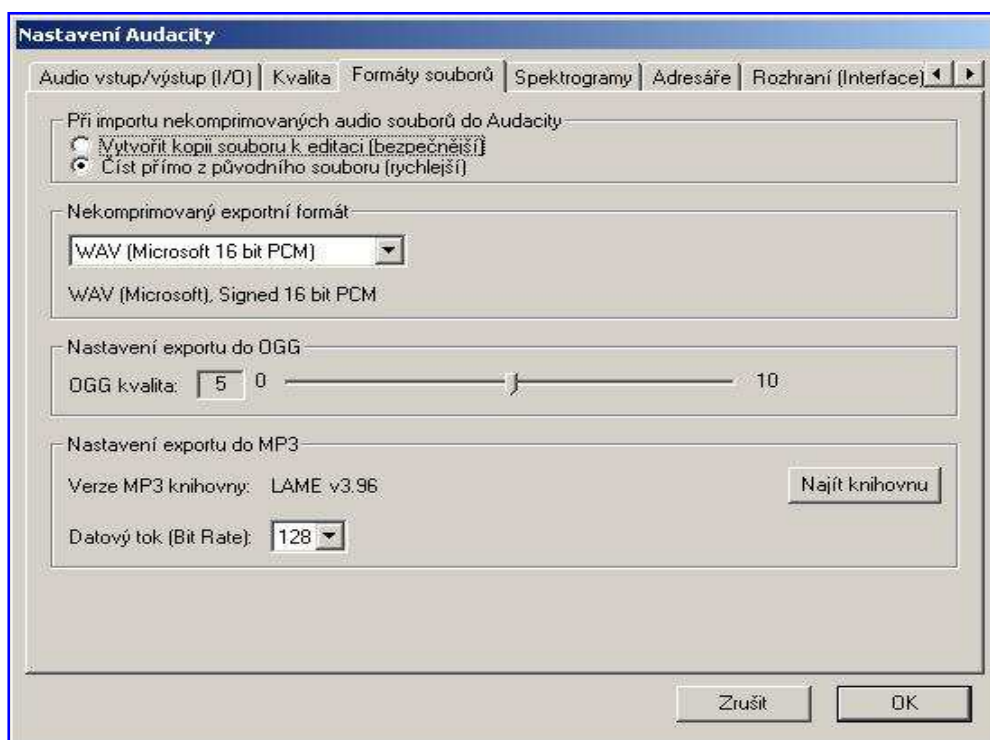 Nastavení Audacity
Audio vstup/výstup (I/O) Kvalita Formáty souborů Spektrogramy Adresáře Rozhraní (Interface)
Při importu nekomprimovaných audio souborů do Audacity
Vytvořit kopii souboru k editaci (bezpečnější)
Číst přímo z původního souboru (rychlejší)
Nekomprimovaný exportní formát
WAV (Microsoft 16 bit PCM)
WAV (Microsoft), Signed 16 bit PCM
Nastavení exportu do OGG
OGG kvalita: 5 0 10
Nastavení exportu do MP3
Verze MP3 knihovny: LAME v3.96 Najít knihovnu
Datový tok (Bit Rate): 128
Zrušit OK